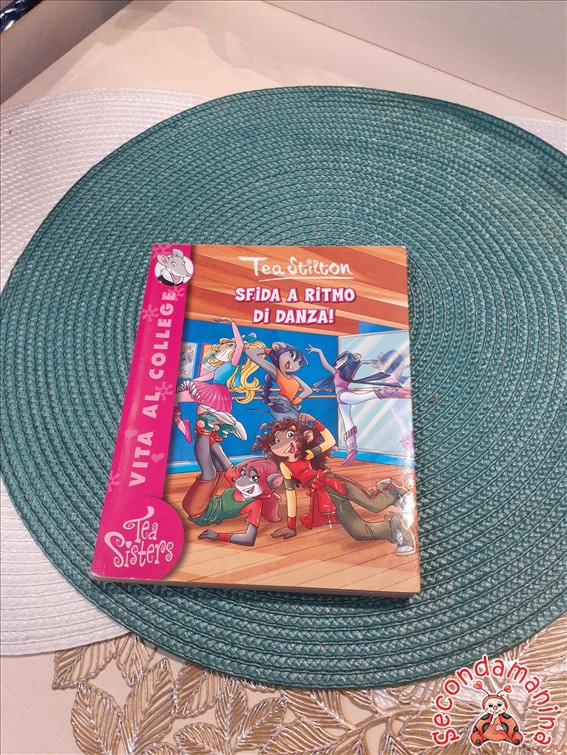 Tea Stilton
SFIDA A RITMO
DI DANZA!
VITA AL COLLEGE
Tea
Sisters
secondamanina